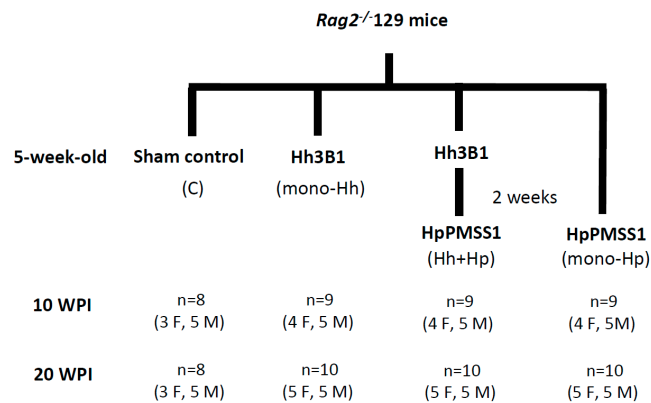 Rag2-/-129 mice
5-week-old Sham control Hh3B1 Hh3B1
(C) (mono-Hh)
2 weeks
HpPMSS1 HpPMSS1
(Hh+Hp) (mono-Hp)
10 WPI n=8 n=9 n=9 n=9
(3 F, 5 M) (4 F, 5 M) (4 F, 5 M) (4 F, 5M)
20 WPI n=8 n=10 n=10 n=10
(3 F, 5 M) (5 F, 5 M) (5 F, 5 M) (5 F, 5 M)